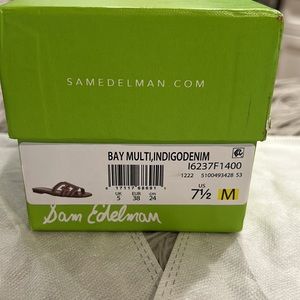 SAMEDELMAN.COM
BAY MULTI,INDIGODENIM
I6237F1400
1222 5100493428 53
UK EUR CM
5 38 24
US
7½ M
Sam Edelman